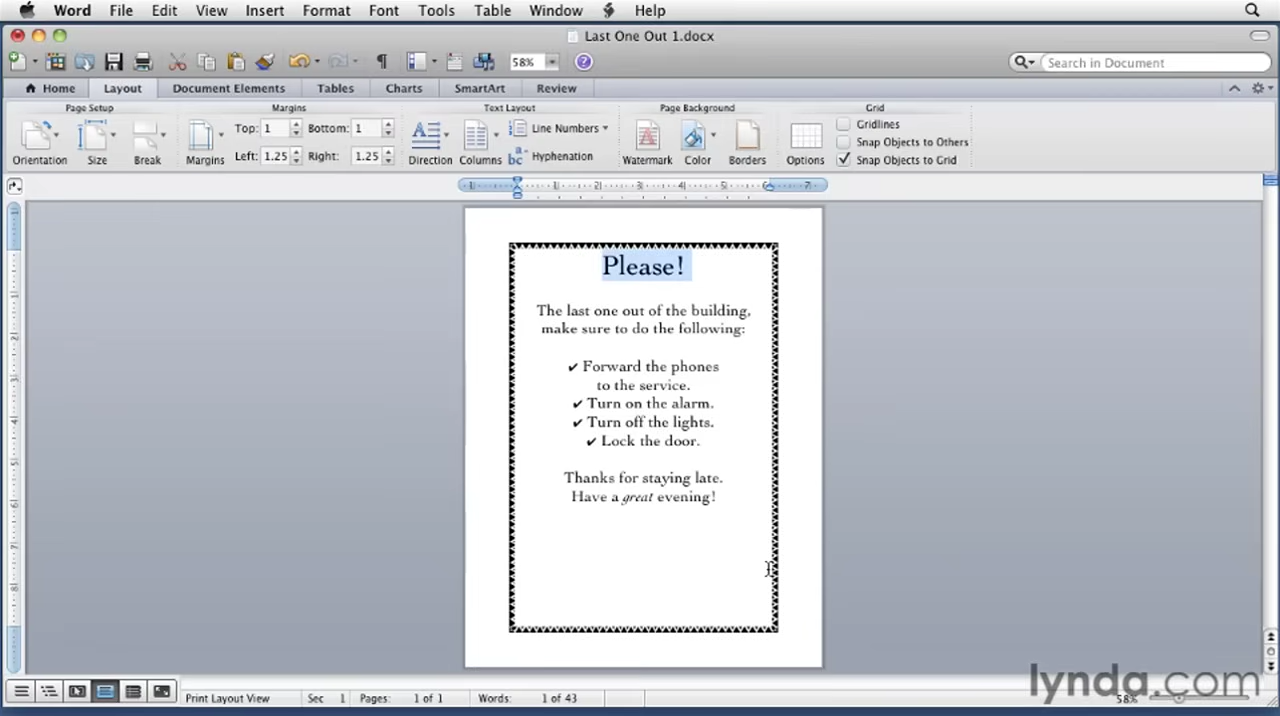 Word File Edit View Insert Format Font Tools Table Window Help
Last One Out 1.docx
58% Search in Document
Home Layout Document Elements Tables Charts SmartArt Review
Page Setup Margins Text Layout Page Background Grid
Top: 1 Bottom: 1 Line Numbers Gridlines
Snap Objects to Others
Left: 1.25 Right: 1.25 Hyphenation
Orientation Size Break Margins Direction Columns Watermark Color Borders Options Snap Objects to Grid
Please!
The last one out of the building,
make sure to do the following:
✔ Forward the phones
to the service.
✔ Turn on the alarm.
✔ Turn off the lights.
✔ Lock the door.
Thanks for staying late.
Have a great evening!
Print Layout View Sec 1 Pages: 1 of 1 Words: 1 of 43 58%
lynda.com